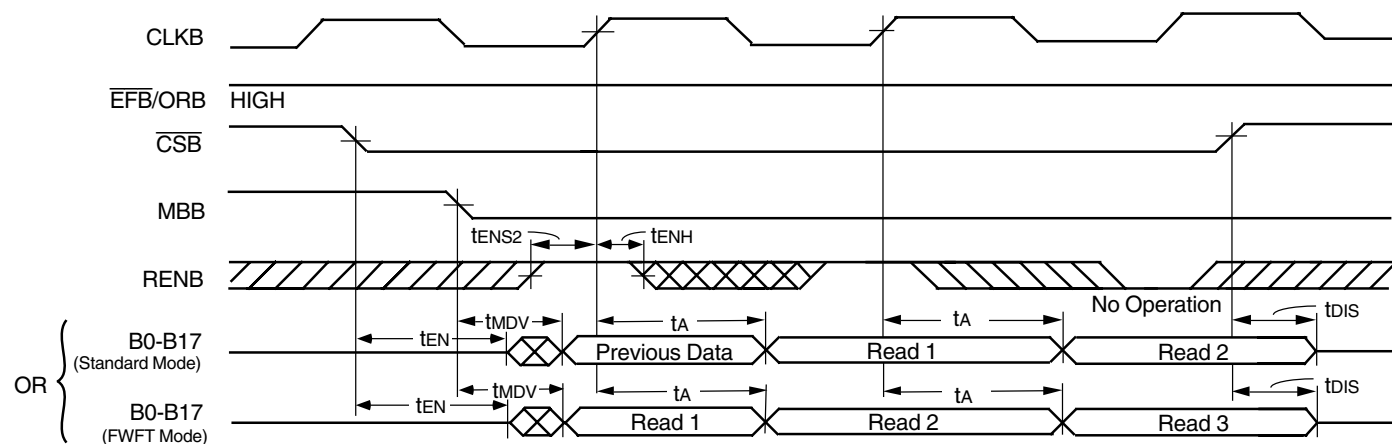 CLKB
EFB/ORB HIGH
CSB
MBB
tENS2 tENH
RENB
No Operation
tMDV tA tA tDIS
B0-B17 tEN
(Standard Mode) Previous Data Read 1 Read 2
OR
tMDV tA tA tDIS
B0-B17 tEN
(FWFT Mode) Read 1 Read 2 Read 3